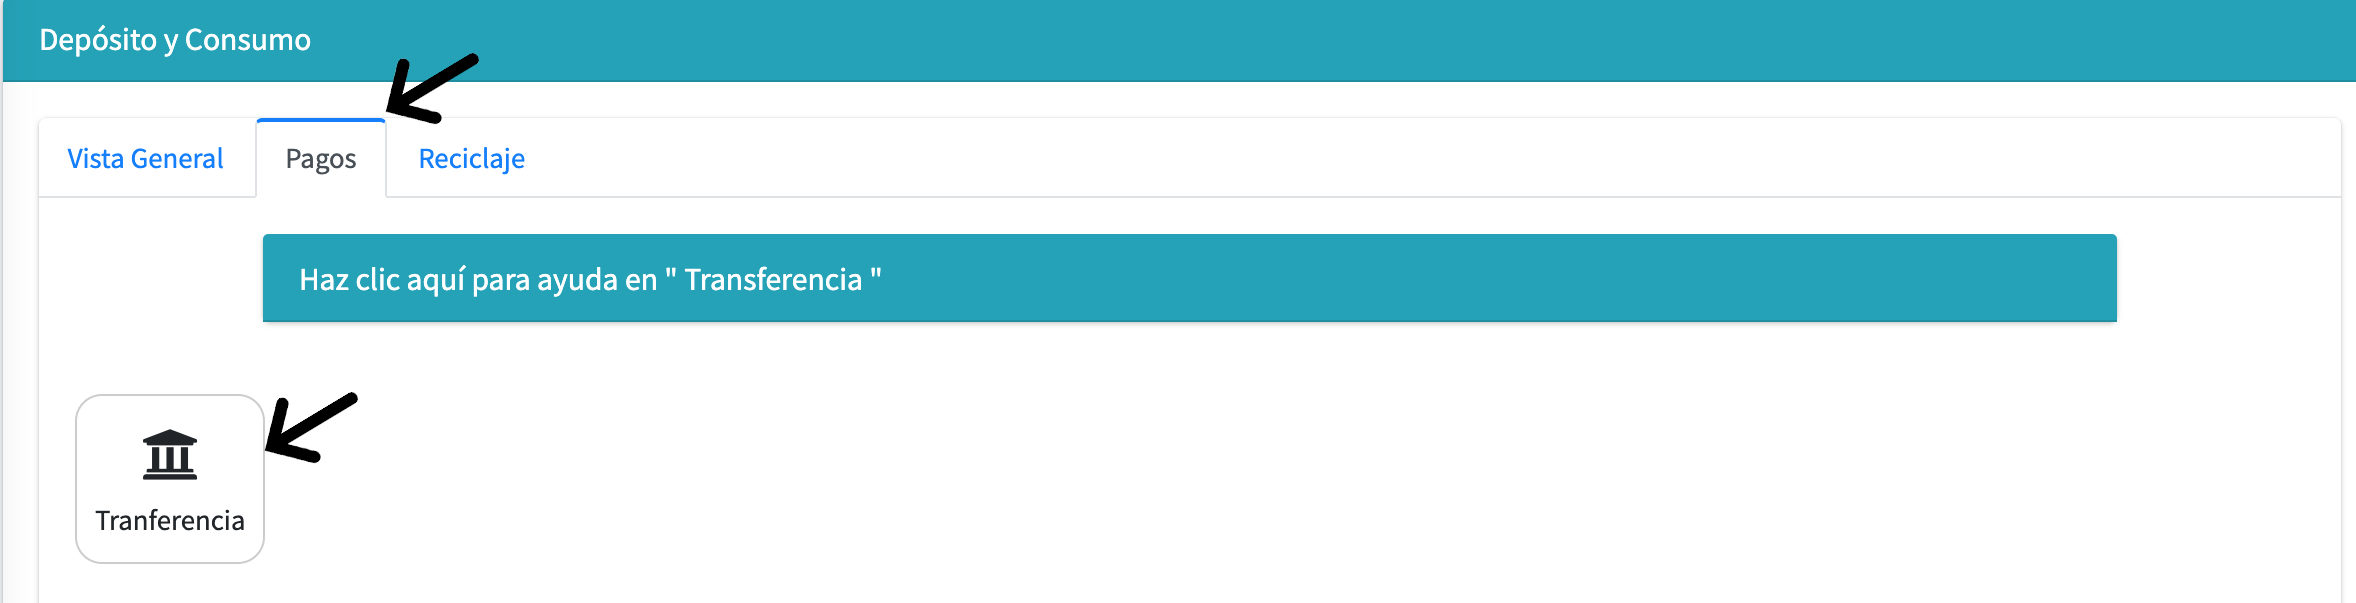 Depósito y Consumo
Vista General
Pagos
Reciclaje
Haz clic aquí para ayuda en " Transferencia "
Tranferencia